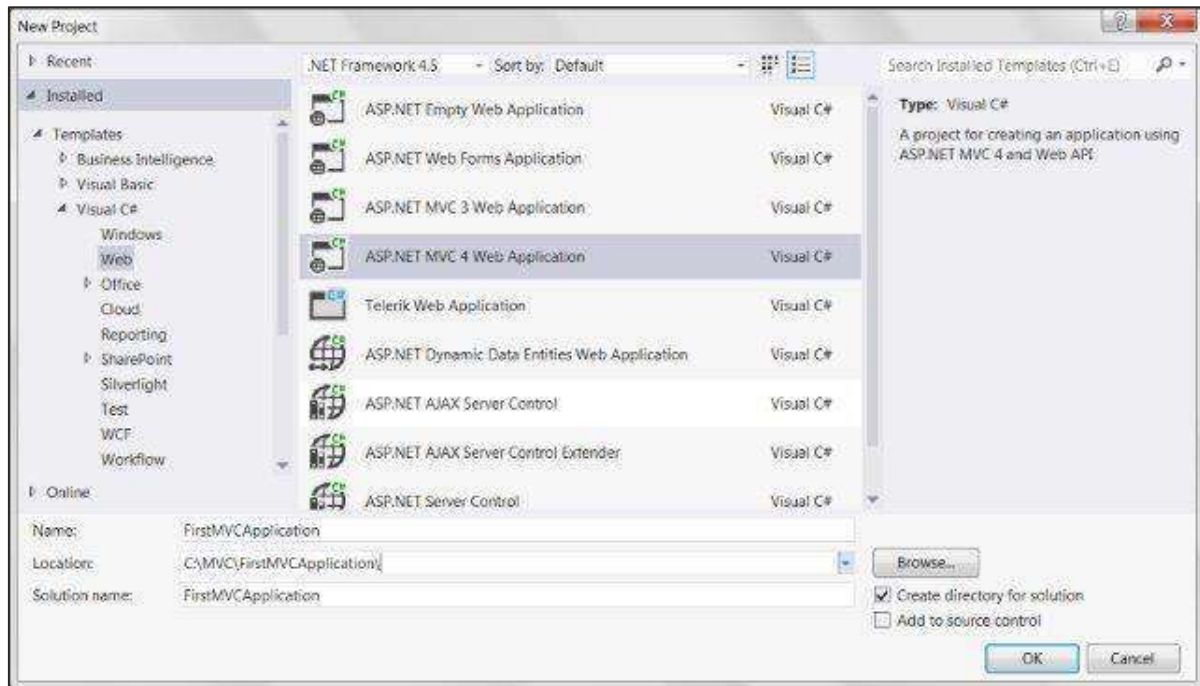 New Project
Recent
.NET Framework 4.5
Sort by: Default
Search Installed Templates (Ctrl+E)
Installed
Templates
Business Intelligence
Visual Basic
Visual C#
Windows
Web
Office
Cloud
Reporting
SharePoint
Silverlight
Test
WCF
Workflow
Online
ASP.NET Empty Web Application Visual C#
ASP.NET Web Forms Application Visual C#
ASP.NET MVC 3 Web Application Visual C#
ASP.NET MVC 4 Web Application Visual C#
Telerik Web Application Visual C#
ASP.NET Dynamic Data Entities Web Application Visual C#
ASP.NET AJAX Server Control Visual C#
ASP.NET AJAX Server Control Extender Visual C#
ASP.NET Server Control Visual C#
Type: Visual C#
A project for creating an application using
ASP.NET MVC 4 and Web API
Name: FirstMVCApplication
Location: C:\MVC\FirstMVCApplication\
Browse...
Solution name: FirstMVCApplication
Create directory for solution
Add to source control
OK
Cancel